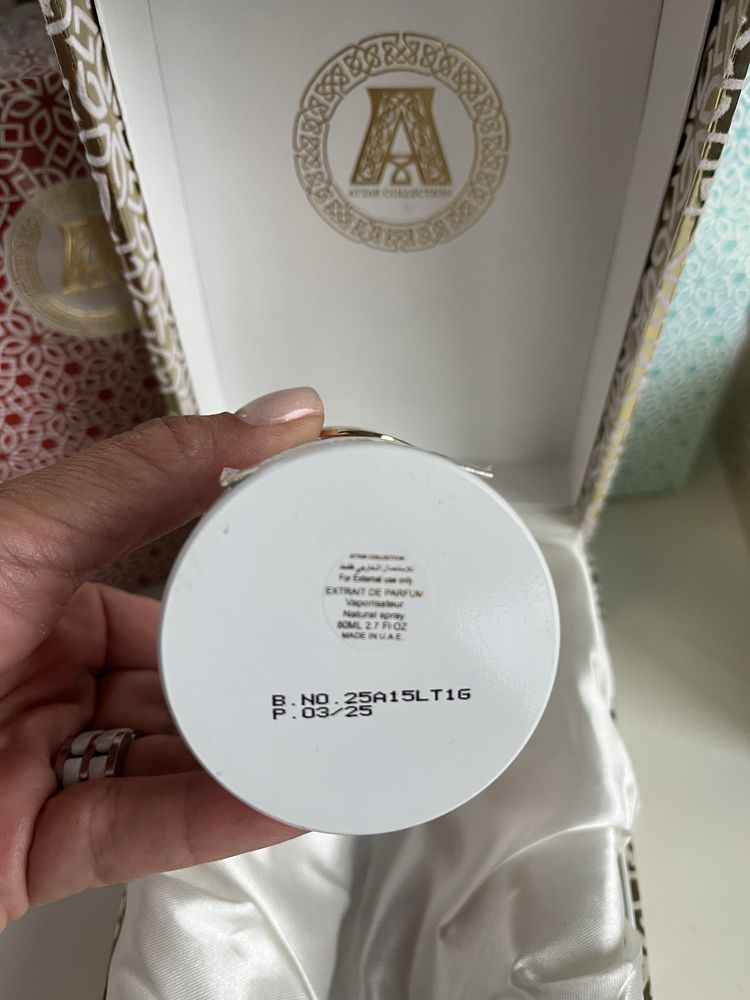 A
ATTAR COLLECTION
A
ATTAR COLLECTION
للاستعمال الخارجي فقط
For External use only
EXTRAIT DE PARFUM
Vaporisateur
Natural spray
80ML 2.7 Fl·OZ
MADE IN U.A.E.
B.NO.25A15LT1G
P.03/25